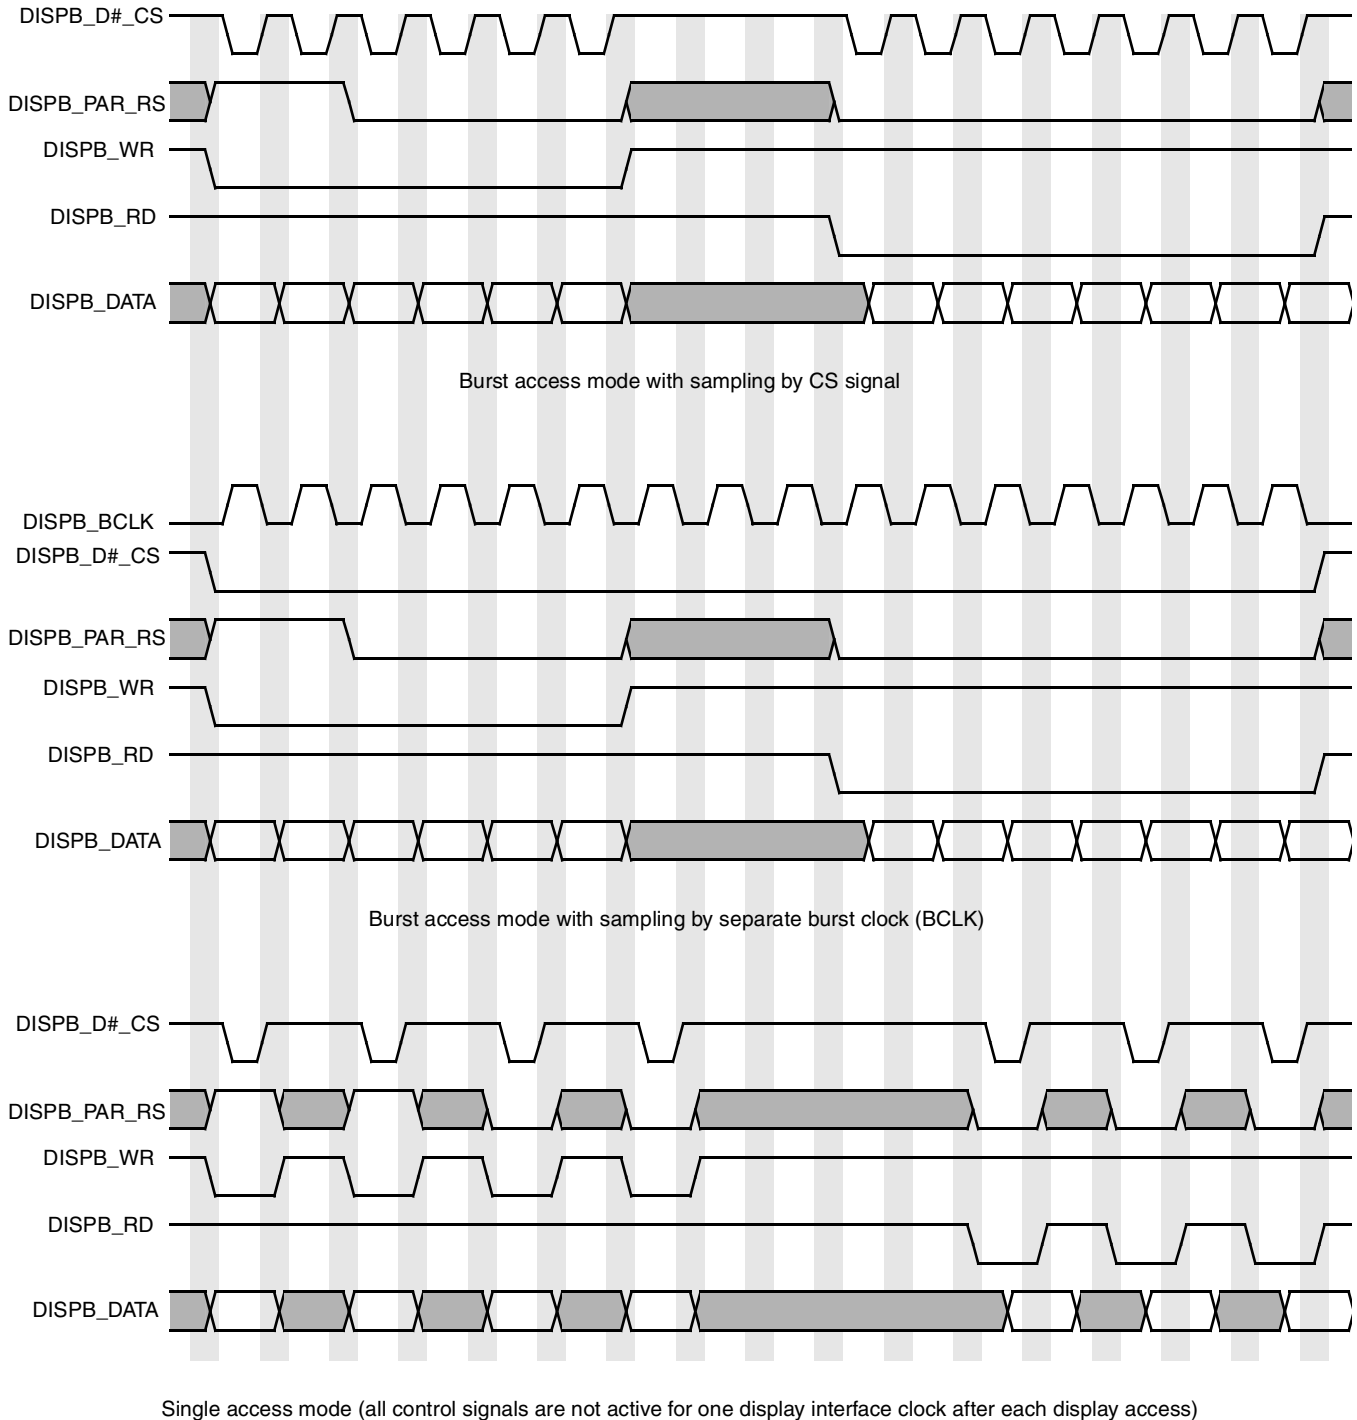 DISPB_D#_CS
DISPB_PAR_RS
DISPB_WR
DISPB_RD
DISPB_DATA
Burst access mode with sampling by CS signal
DISPB_BCLK
DISPB_D#_CS
DISPB_PAR_RS
DISPB_WR
DISPB_RD
DISPB_DATA
Burst access mode with sampling by separate burst clock (BCLK)
DISPB_D#_CS
DISPB_PAR_RS
DISPB_WR
DISPB_RD
DISPB_DATA
Single access mode (all control signals are not active for one display interface clock after each display access)